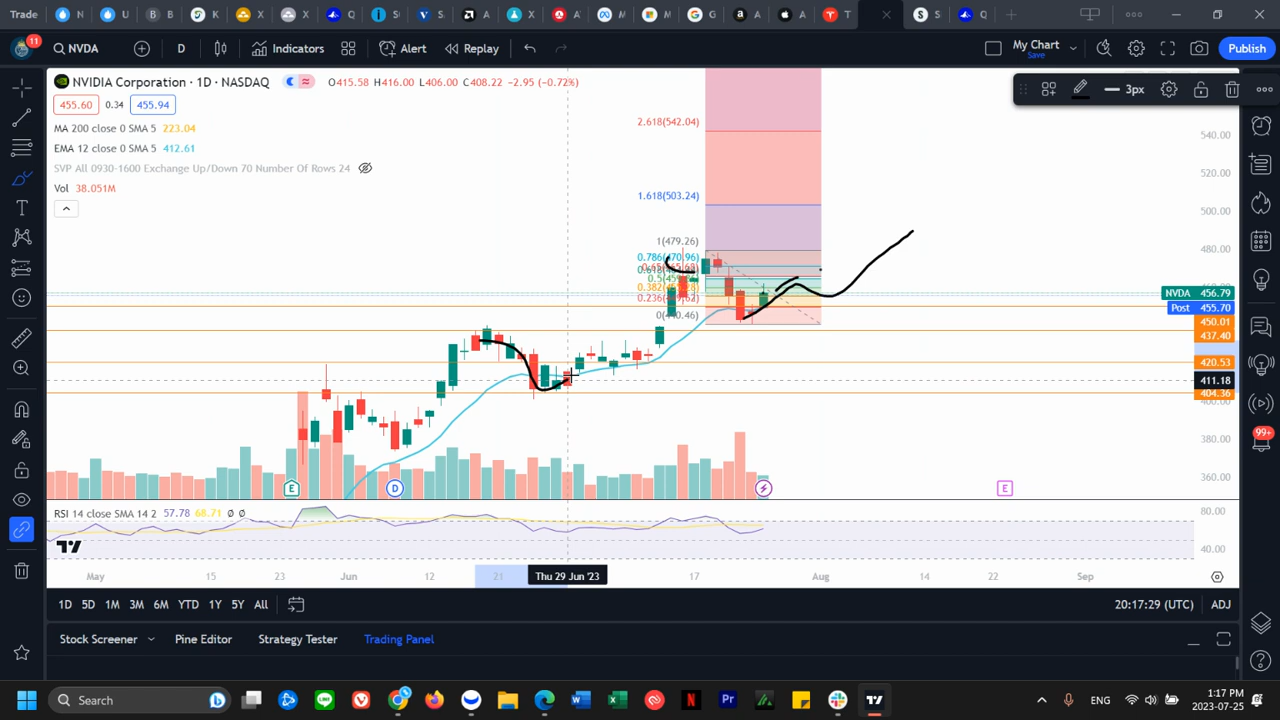 Trade
11
NVDA
D
Indicators
Alert
Replay
My Chart
Save
Publish
NVIDIA Corporation · 1D · NASDAQ
O415.58 H416.00 L406.00 C408.22 −2.95 (−0.72%)
3px
455.60 0.34 455.94
MA 200 close 0 SMA 5 223.04
EMA 12 close 0 SMA 5 412.61
SVP All 0930-1600 Exchange Up/Down 70 Number Of Rows 24
Vol 38.051M
2.618(542.04)
1.618(503.24)
1(479.26)
0.786(470.96)
540.00
520.00
500.00
480.00
NVDA 456.79
Post 455.70
450.01
437.40
420.53
411.18
404.36
380.00
360.00
E
D
E
RSI 14 close SMA 14 2 57.78 68.71 Ø Ø
80.00
40.00
May 15 23 Jun 12 21 Thu 29 Jun '23 17 Aug 14 22 Sep
1D 5D 1M 3M 6M YTD 1Y 5Y All
20:17:29 (UTC) ADJ
Stock Screener Pine Editor Strategy Tester Trading Panel
99+
Search
ENG
1:17 PM
2023-07-25